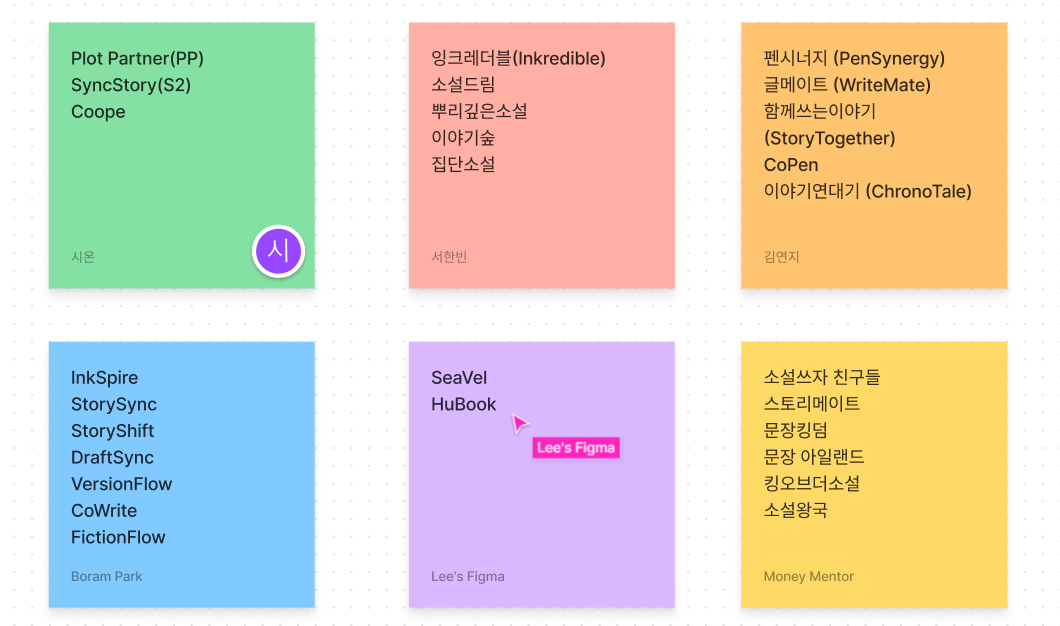 Plot Partner(PP)
SyncStory(S2)
Coope
시온
시
잉크레더블(Inkredible)
소설드림
뿌리깊은소설
이야기숲
집단소설
서한빈
펜시너지 (PenSynergy)
글메이트 (WriteMate)
함께쓰는이야기
(StoryTogether)
CoPen
이야기연대기 (ChronoTale)
김연지
InkSpire
StorySync
StoryShift
DraftSync
VersionFlow
CoWrite
FictionFlow
Boram Park
SeaVel
HuBook
Lee's Figma
Lee's Figma
소설쓰자 친구들
스토리메이트
문장킹덤
문장 아일랜드
킹오브더소설
소설왕국
Money Mentor